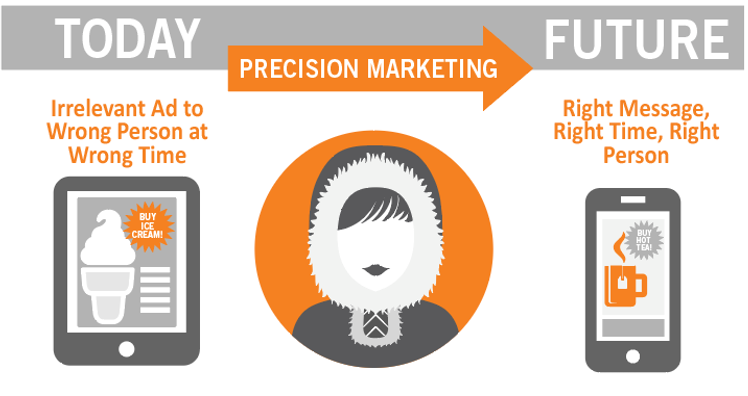 TODAY
PRECISION MARKETING
FUTURE
Irrelevant Ad to
Wrong Person at
Wrong Time
Right Message,
Right Time, Right
Person
BUY
ICE
CREAM!
BUY
HOT
TEA!